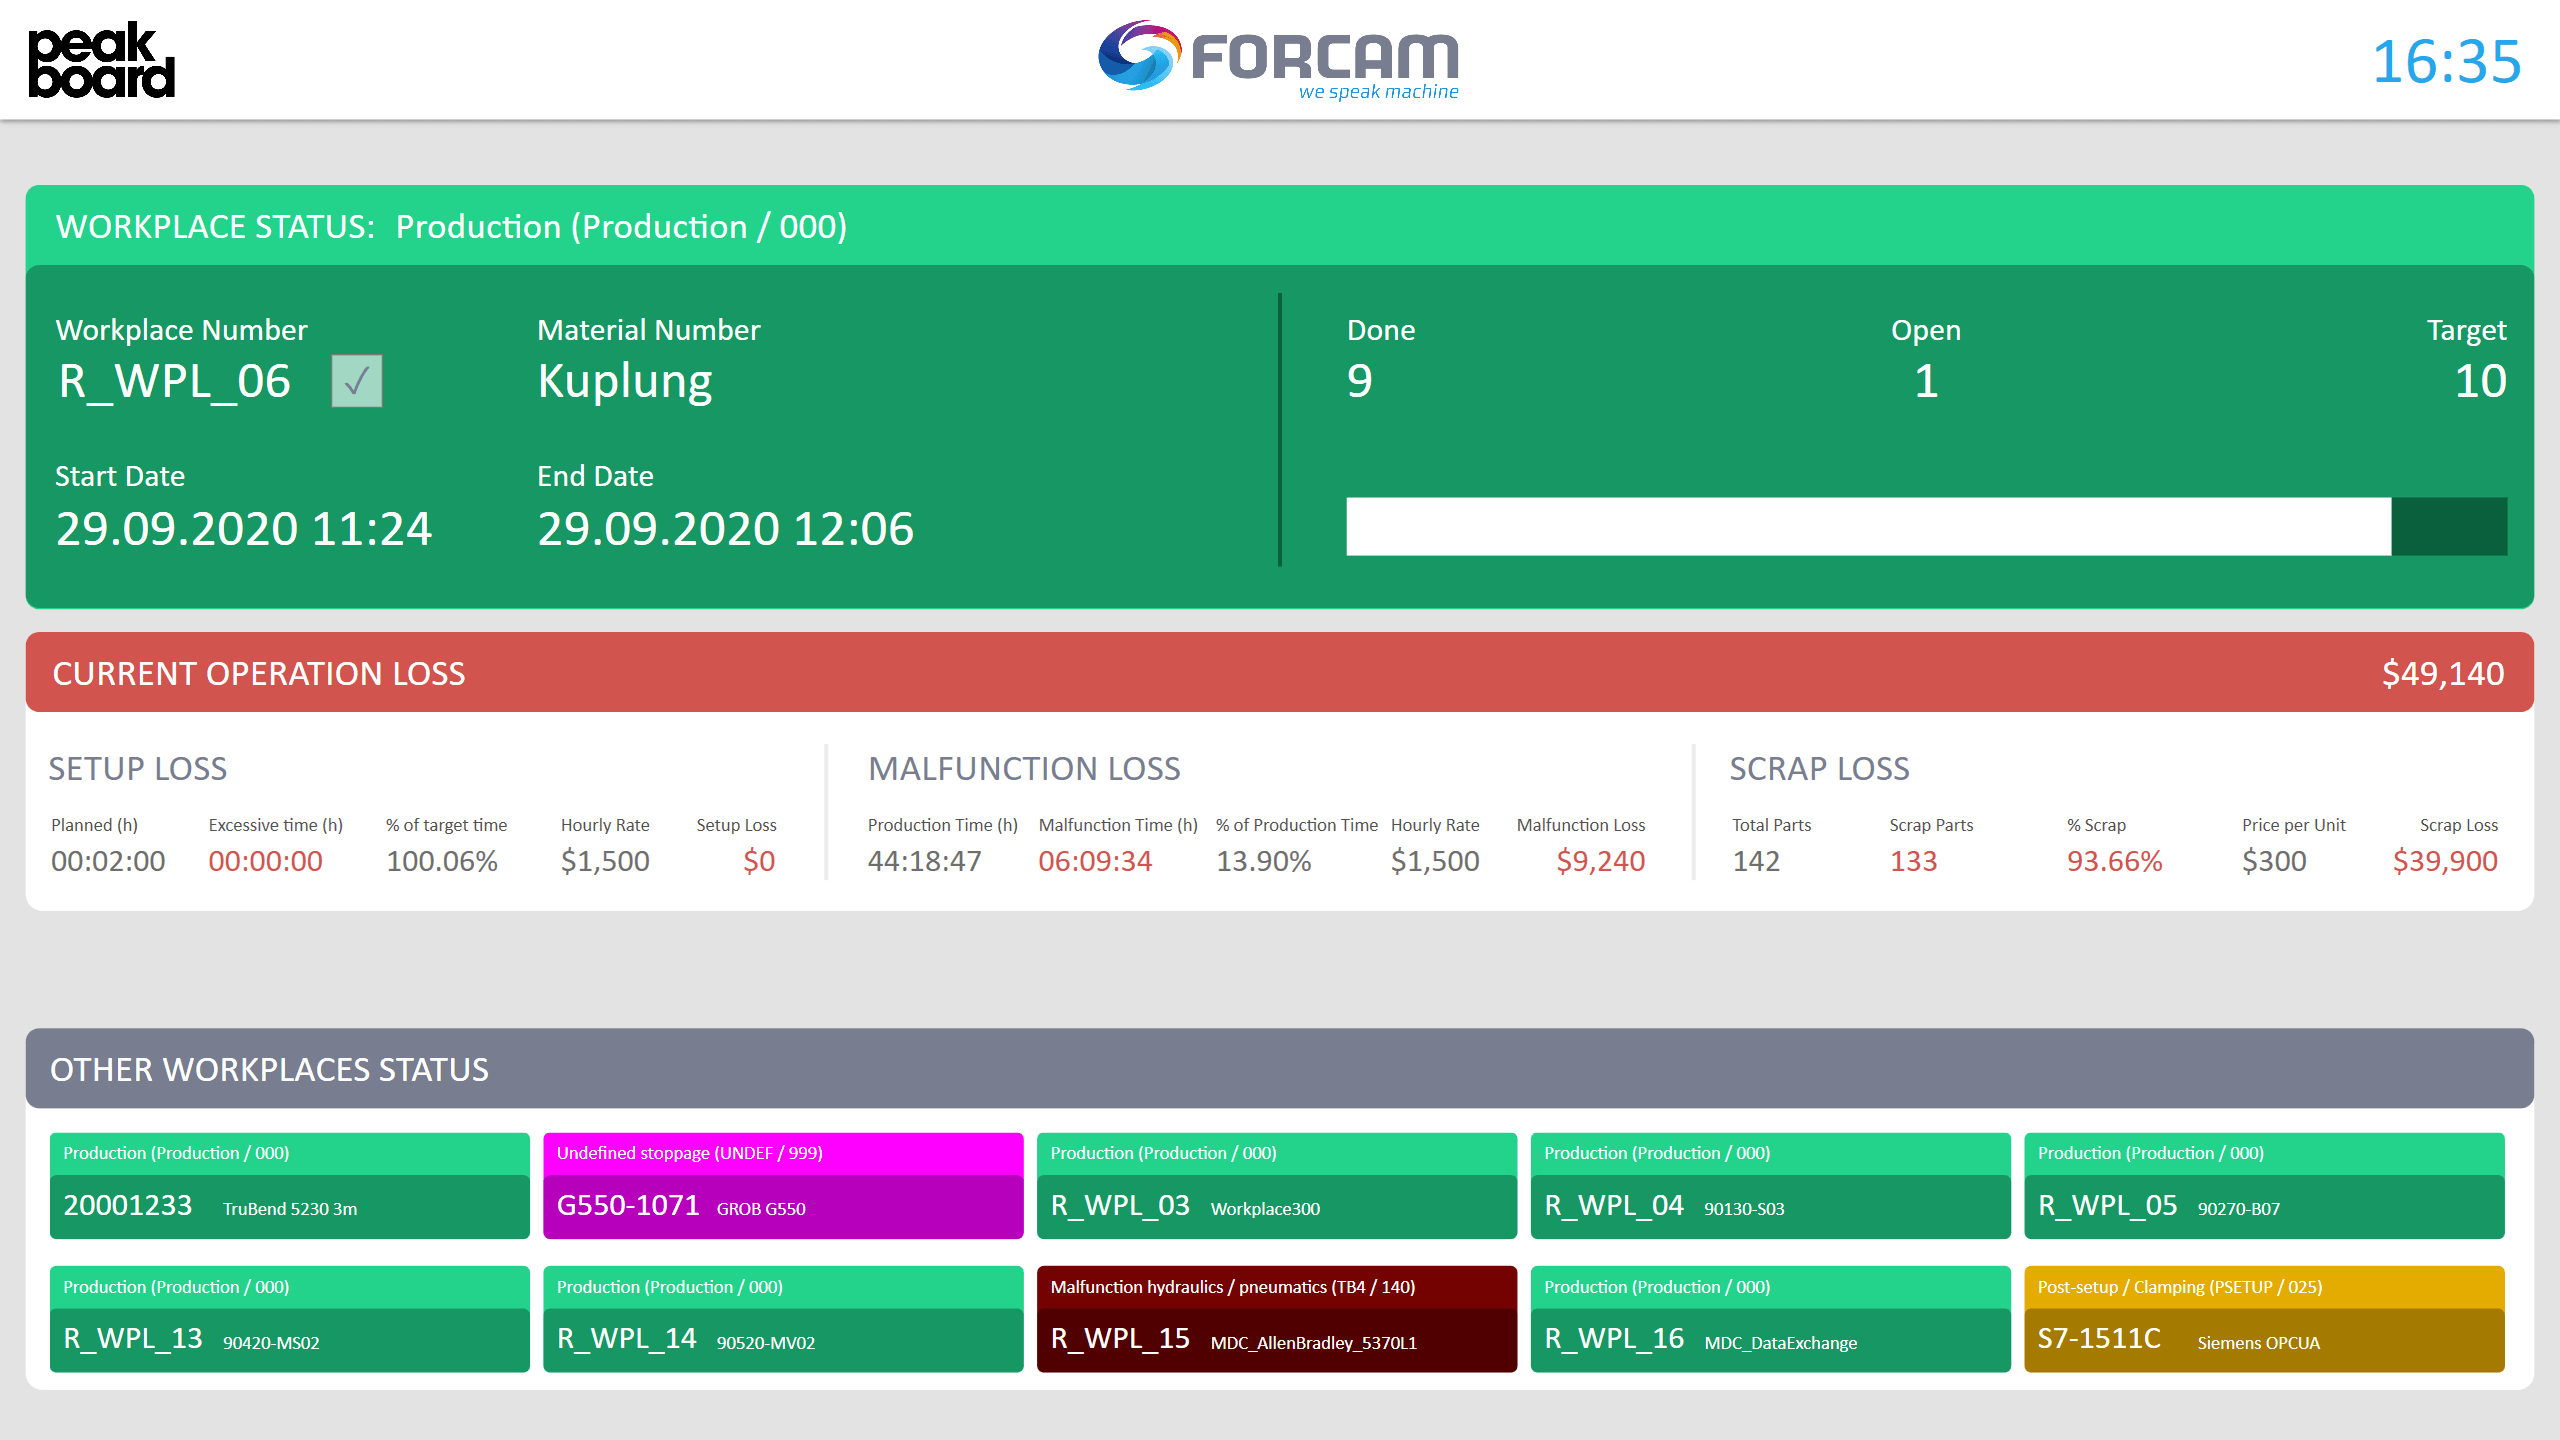 peak
board
FORCAM
we speak machine
16:35
WORKPLACE STATUS: Production (Production / 000)
Workplace Number
R_WPL_06 ✓
Material Number
Kuplung
Start Date
29.09.2020 11:24
End Date
29.09.2020 12:06
Done
9
Open
1
Target
10
CURRENT OPERATION LOSS $49,140
SETUP LOSS
Planned (h) Excessive time (h) % of target time Hourly Rate Setup Loss
00:02:00 00:00:00 100.06% $1,500 $0
MALFUNCTION LOSS
Production Time (h) Malfunction Time (h) % of Production Time Hourly Rate Malfunction Loss
44:18:47 06:09:34 13.90% $1,500 $9,240
SCRAP LOSS
Total Parts Scrap Parts % Scrap Price per Unit Scrap Loss
142 133 93.66% $300 $39,900
OTHER WORKPLACES STATUS
Production (Production / 000)
20001233 TruBend 5230 3m
Undefined stoppage (UNDEF / 999)
G550-1071 GROB G550
Production (Production / 000)
R_WPL_03 Workplace300
Production (Production / 000)
R_WPL_04 90130-S03
Production (Production / 000)
R_WPL_05 90270-B07
Production (Production / 000)
R_WPL_13 90420-MS02
Production (Production / 000)
R_WPL_14 90520-MV02
Malfunction hydraulics / pneumatics (TB4 / 140)
R_WPL_15 MDC_AllenBradley_5370L1
Production (Production / 000)
R_WPL_16 MDC_DataExchange
Post-setup / Clamping (PSETUP / 025)
S7-1511C Siemens OPCUA